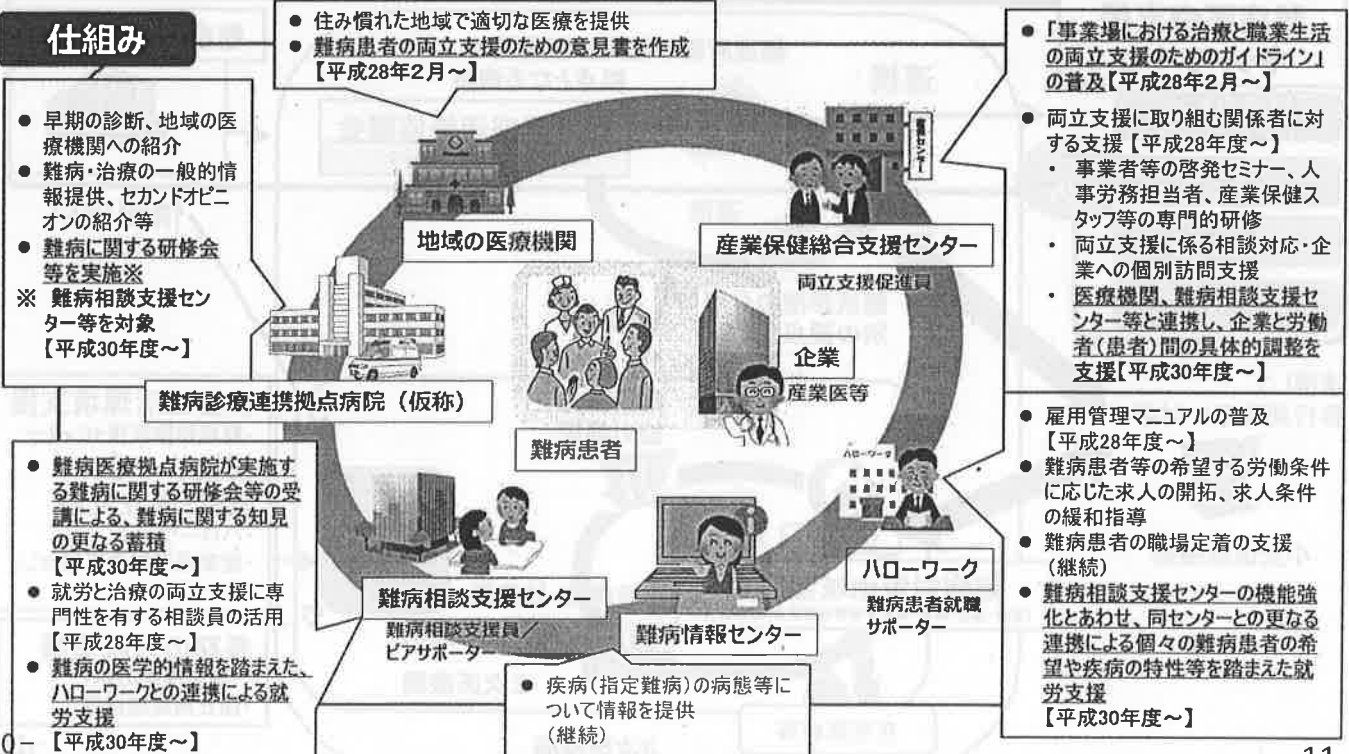 仕組み
● 住み慣れた地域で適切な医療を提供
● 難病患者の両立支援のための意見書を作成
【平成28年2月～】
● 早期の診断、地域の医
療機関への紹介
● 難病・治療の一般的情
報提供、セカンドオピニ
オンの紹介等
● 難病に関する研修会
等を実施※
※ 難病相談支援セン
ター等を対象
【平成30年度～】
● 「事業場における治療と職業生活
の両立支援のためのガイドライン」
の普及【平成28年2月～】
● 両立支援に取り組む関係者に対
する支援【平成28年度～】
・ 事業者等の啓発セミナー、人
事労務担当者、産業保健ス
タッフ等の専門的研修
・ 両立支援に係る相談対応・企
業への個別訪問支援
・ 医療機関、難病相談支援セ
ンター等と連携し、企業と労働
者(患者)間の具体的調整を
支援【平成30年度～】
地域の医療機関
産業保健総合支援センター
両立支援促進員
企業
産業医等
難病診療連携拠点病院（仮称）
難病患者
● 難病医療拠点病院が実施す
る難病に関する研修会等の受
講による、難病に関する知見
の更なる蓄積
【平成30年度～】
● 就労と治療の両立支援に専
門性を有する相談員の活用
【平成28年度～】
● 難病の医学的情報を踏まえた、
ハローワークとの連携による就
労支援
【平成30年度～】
難病相談支援センター
難病相談支援員／
ピアサポーター
難病情報センター
● 疾病(指定難病)の病態等に
ついて情報を提供
(継続)
ハローワーク
ハローワーク
難病患者就職
サポーター
● 雇用管理マニュアルの普及
【平成28年度～】
● 難病患者等の希望する労働条件
に応じた求人の開拓、求人条件
の緩和指導
● 難病患者の職場定着の支援
(継続)
● 難病相談支援センターの機能強
化とあわせ、同センターとの更なる
連携による個々の難病患者の希
望や疾病の特性等を踏まえた就
労支援
【平成30年度～】
11